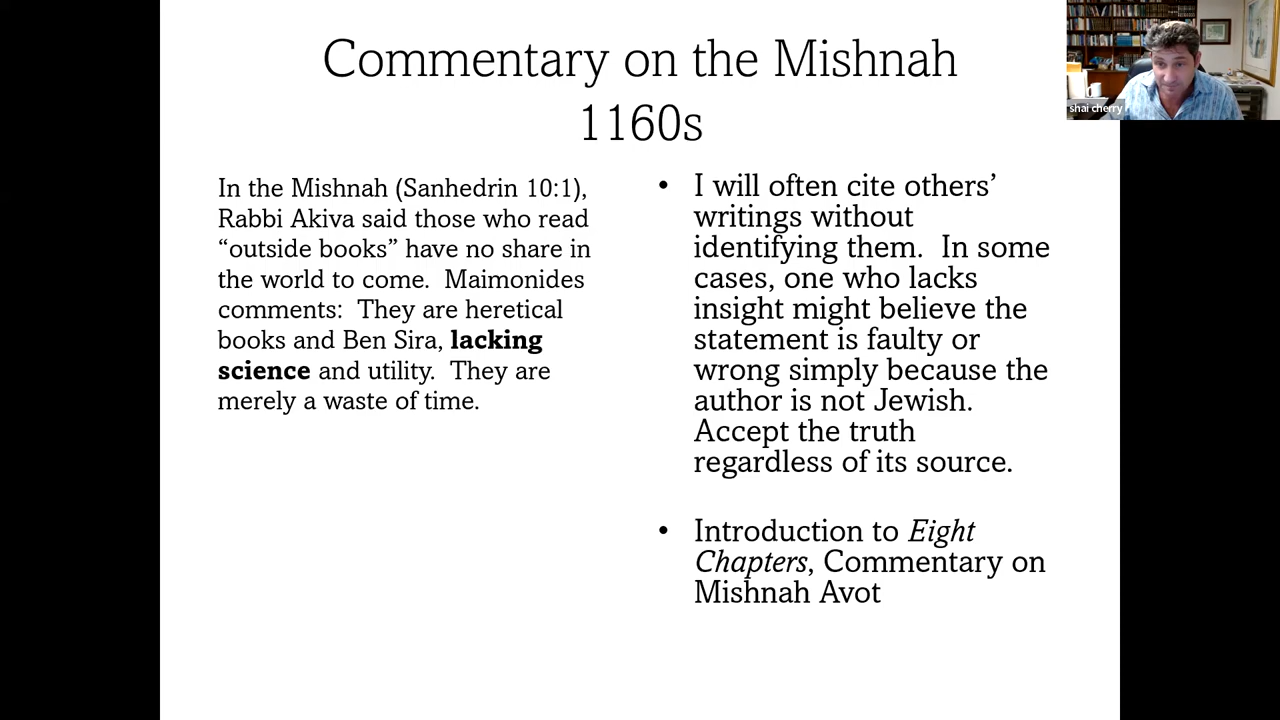 Commentary on the Mishnah
1160s
In the Mishnah (Sanhedrin 10:1),
Rabbi Akiva said those who read
“outside books” have no share in
the world to come.  Maimonides
comments:  They are heretical
books and Ben Sira, lacking
science and utility.  They are
merely a waste of time.
• I will often cite others’
writings without
identifying them.  In some
cases, one who lacks
insight might believe the
statement is faulty or
wrong simply because the
author is not Jewish.
Accept the truth
regardless of its source.
• Introduction to Eight
Chapters, Commentary on
Mishnah Avot
shai cherry